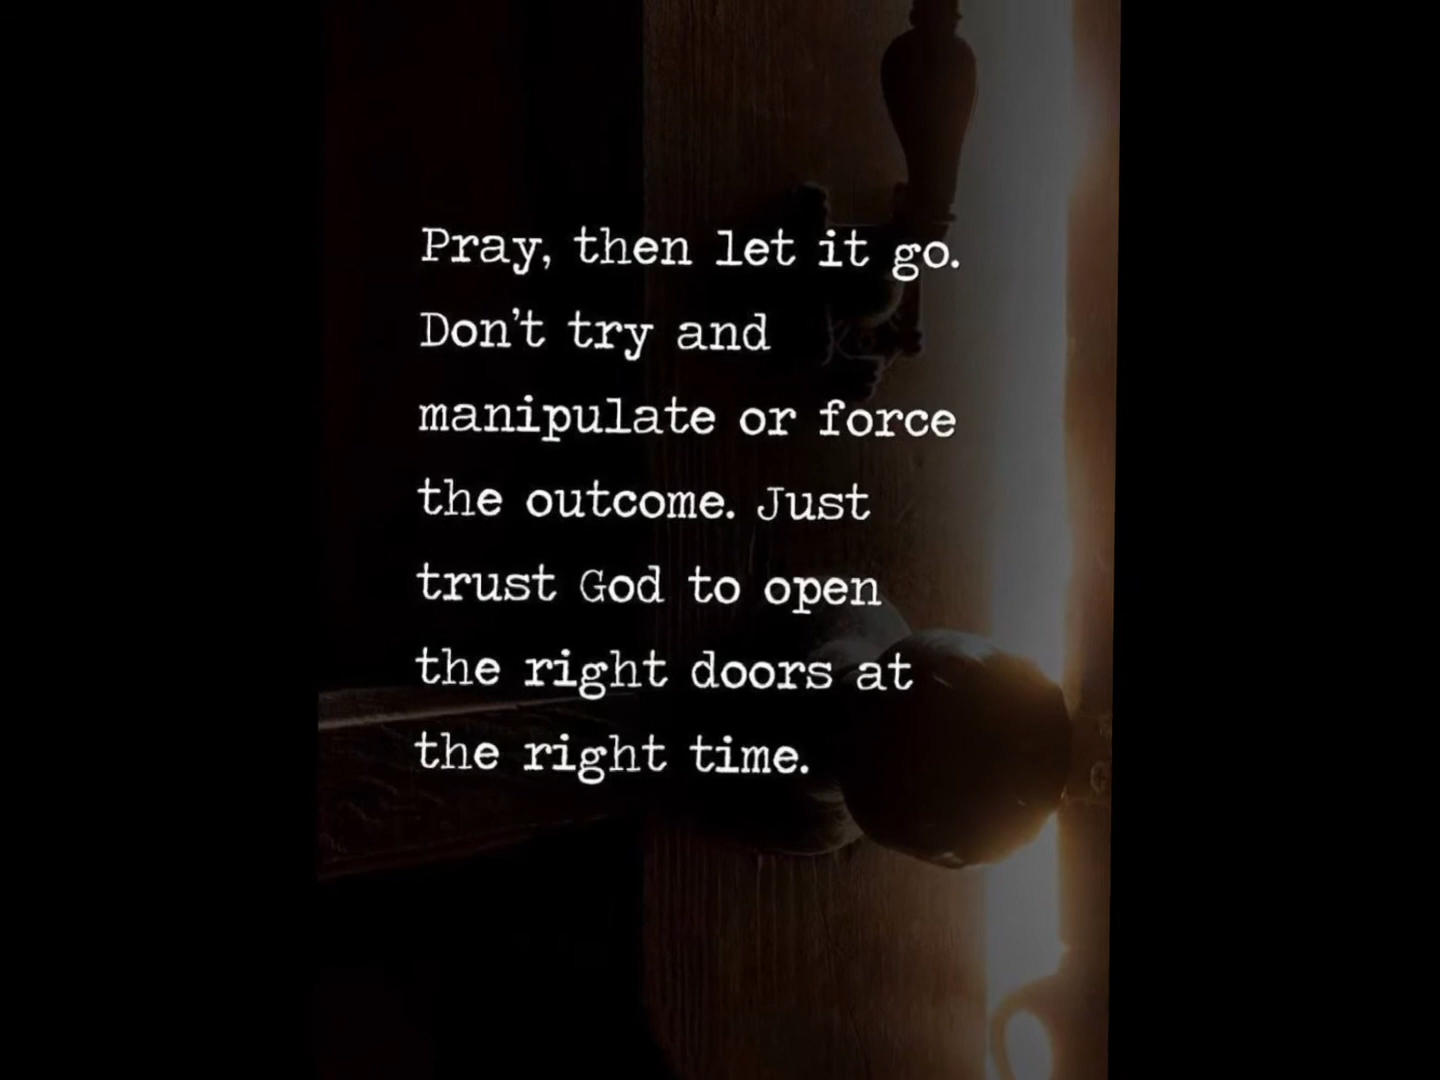 Pray, then let it go.
Don't try and
manipulate or force
the outcome. Just
trust God to open
the right doors at
the right time.